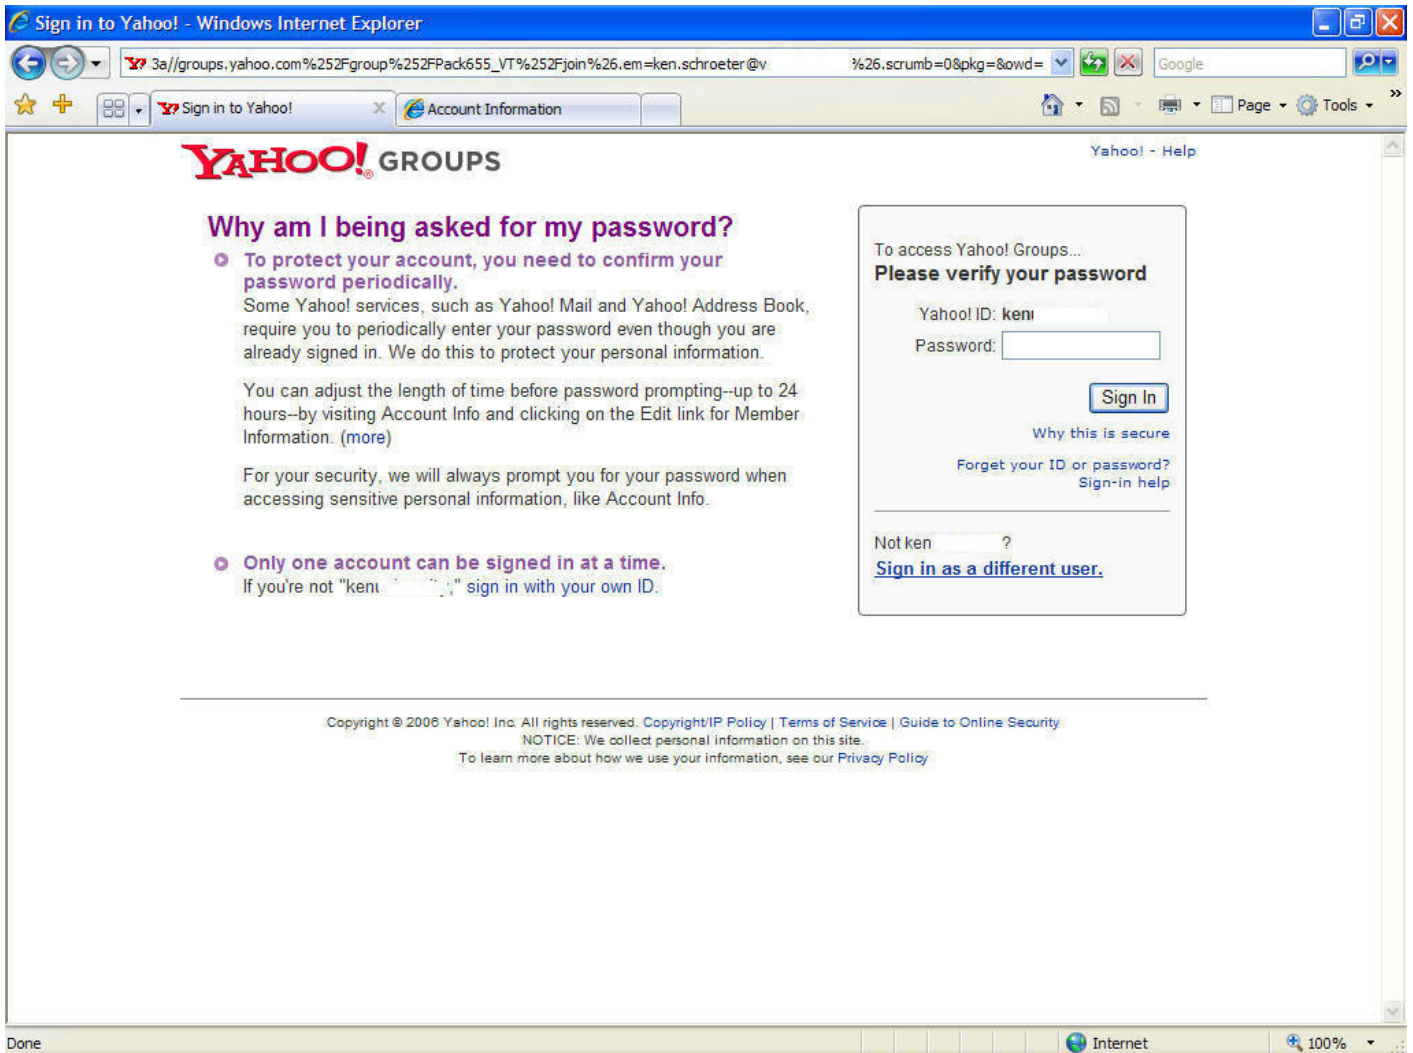 Sign in to Yahoo! - Windows Internet Explorer
3a//groups.yahoo.com%252Fgroup%252FPack655_VT%252Fjoin%26.em=ken.schroeter@v %26.scrumb=0&pkg=&owd=
Google
Sign in to Yahoo!
Account Information
Page
Tools
YAHOO! GROUPS
Yahoo! - Help
Why am I being asked for my password?
To protect your account, you need to confirm your
password periodically.
Some Yahoo! services, such as Yahoo! Mail and Yahoo! Address Book,
require you to periodically enter your password even though you are
already signed in. We do this to protect your personal information.
You can adjust the length of time before password prompting--up to 24
hours--by visiting Account Info and clicking on the Edit link for Member
Information. (more)
For your security, we will always prompt you for your password when
accessing sensitive personal information, like Account Info.
Only one account can be signed in at a time.
If you're not "ken ," sign in with your own ID.
To access Yahoo! Groups...
Please verify your password
Yahoo! ID: ken
Password:
Sign In
Why this is secure
Forget your ID or password?
Sign-in help
Not ken ?
Sign in as a different user.
Copyright © 2006 Yahoo! Inc. All rights reserved. Copyright/IP Policy | Terms of Service | Guide to Online Security
NOTICE: We collect personal information on this site.
To learn more about how we use your information, see our Privacy Policy
Done
Internet
100%